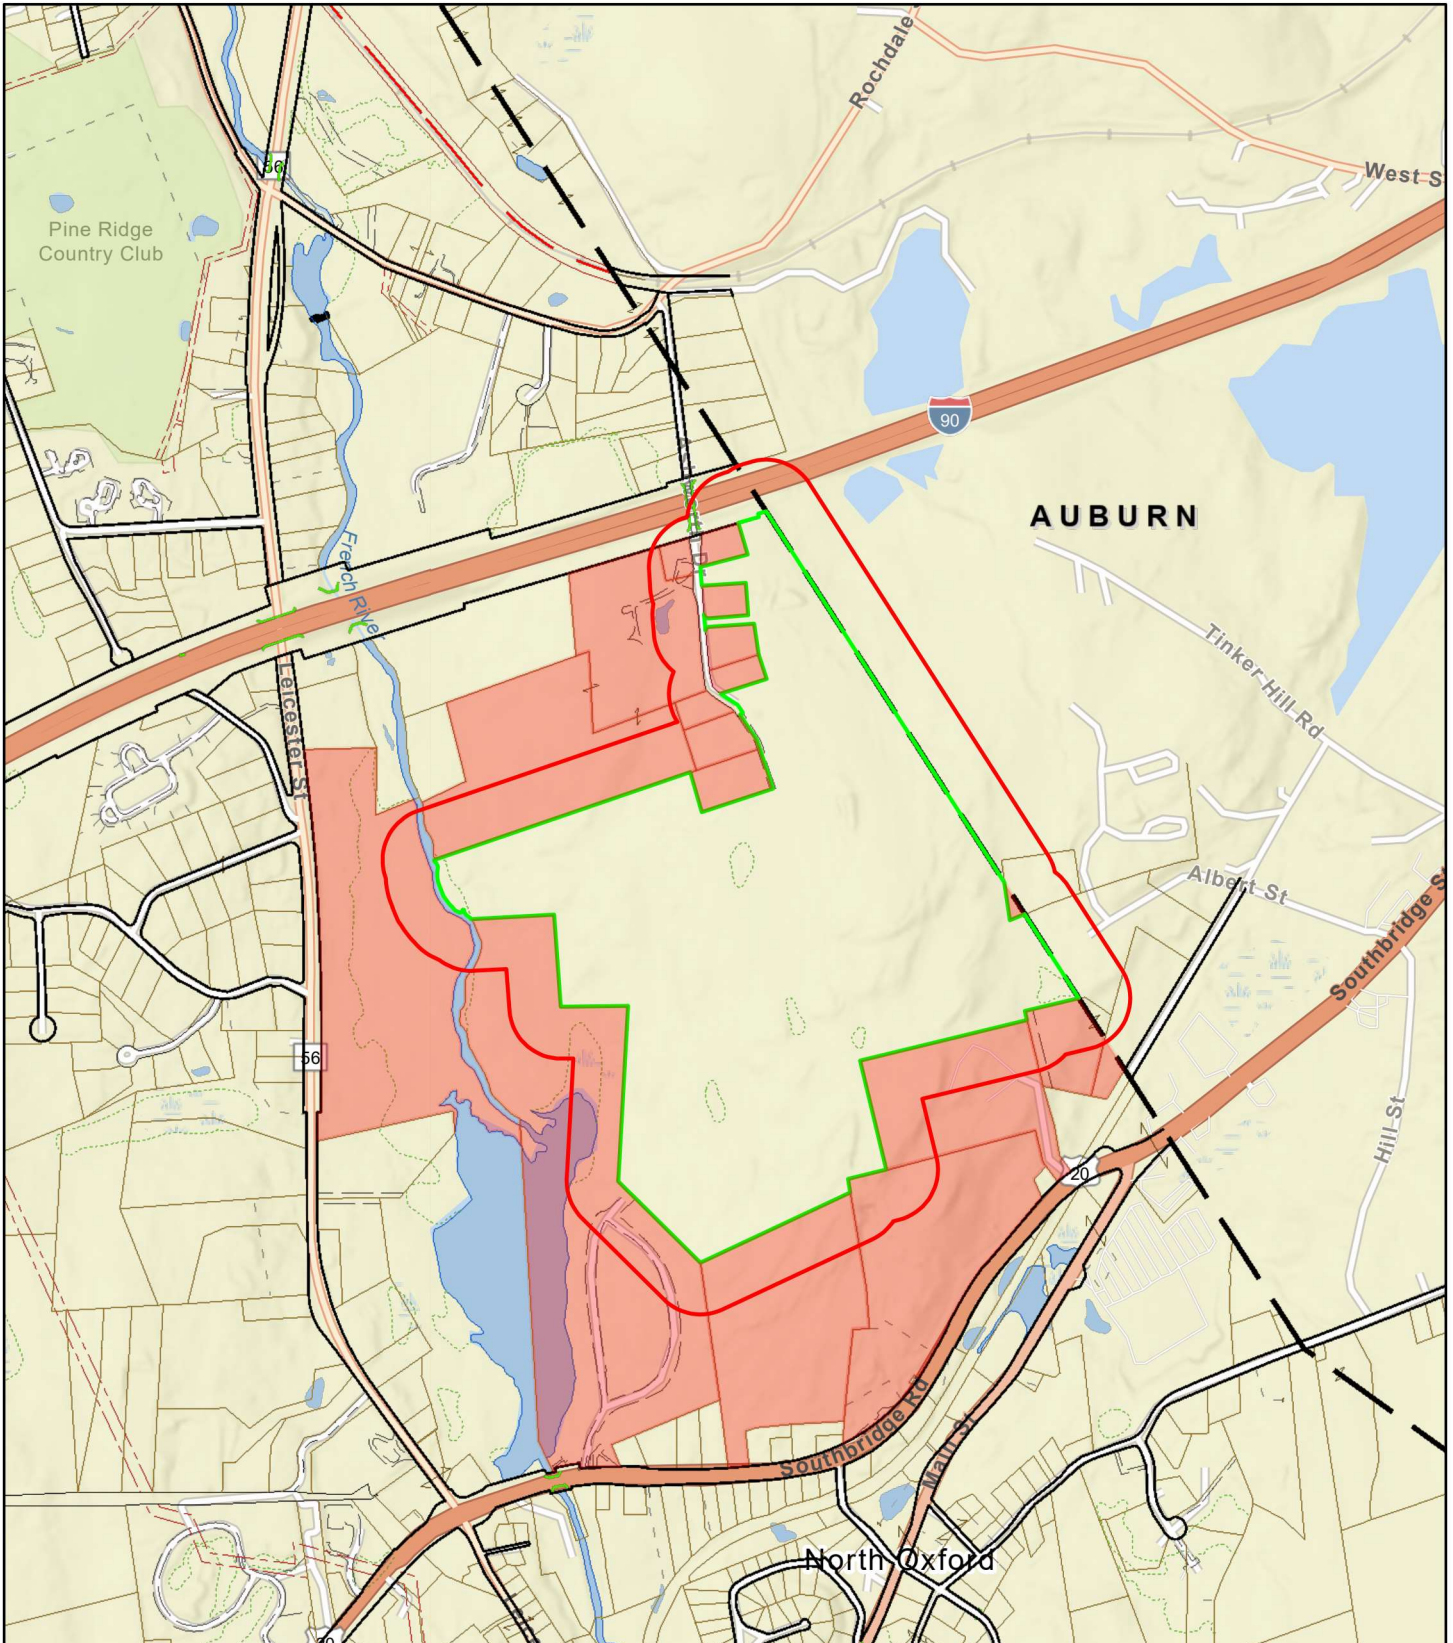 Rochdale
West S
56
Pine Ridge
Country Club
90
AUBURN
French River
Leicester St
Tinker Hill Rd
Albert St
Southbridge St
56
Hill St
20
Southbridge Rd
Main St
North Oxford
20